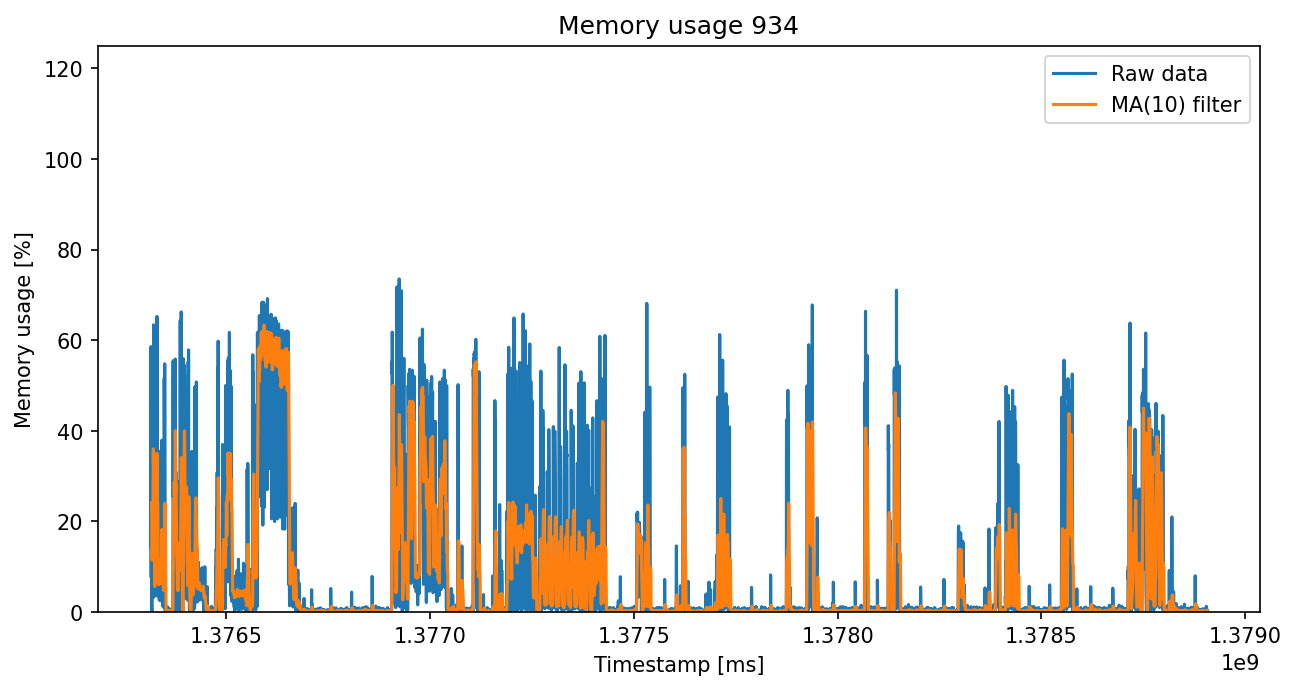 Memory usage 934
Raw data
MA(10) filter
Memory usage [%]
120
100
80
60
40
20
0
1.3765 1.3770 1.3775 1.3780 1.3785 1.3790
1e9
Timestamp [ms]